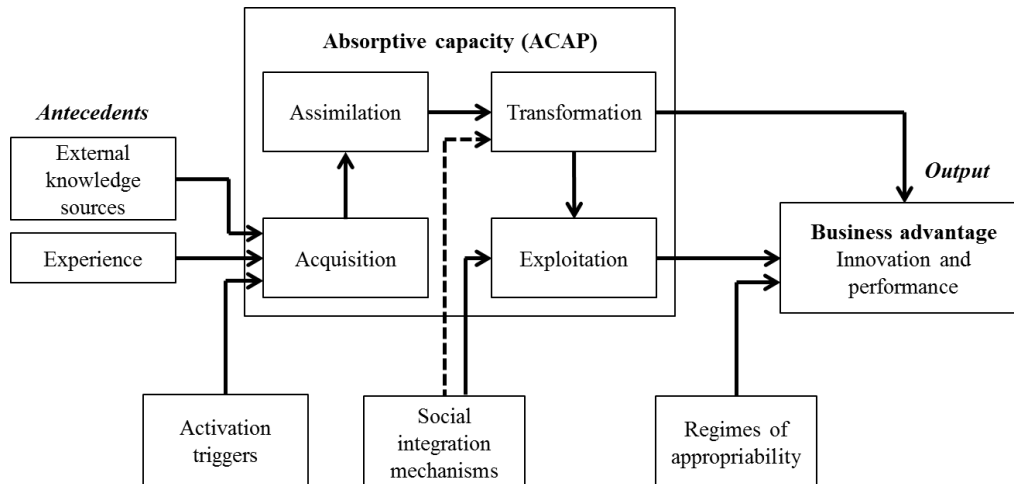 Absorptive capacity (ACAP)
Antecedents
Assimilation
Transformation
External
knowledge
sources
Output
Experience
Acquisition
Exploitation
Business advantage
Innovation and
performance
Activation
triggers
Social
integration
mechanisms
Regimes of
appropriability